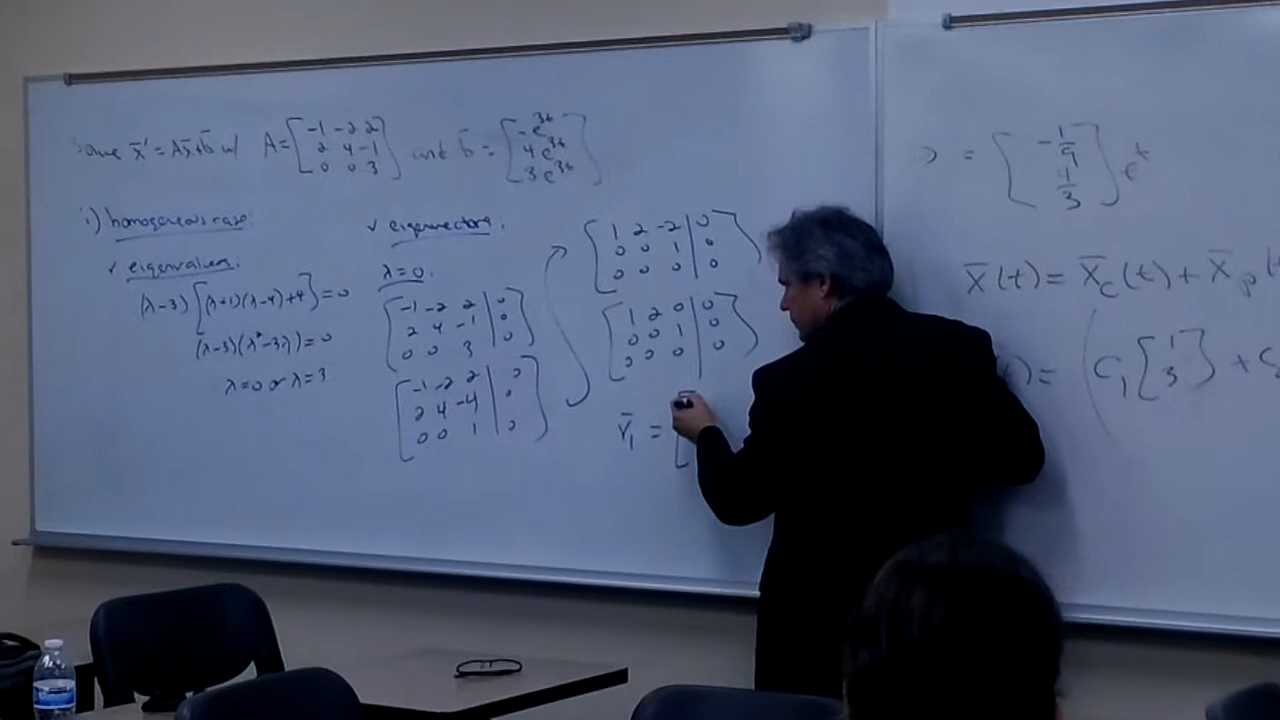 Solve x̄' = Ax̄+b̄ w/ A = [-1 -2 2; 2 4 -1; 0 0 3] and b̄ = [-e^3t; 4e^3t; 3e^3t]
i) homogeneous case:
✓ eigenvalues:
(λ-3)[(λ+1)(λ-4)+4]=0
(λ-3)(λ²-3λ)=0
λ=0 or λ=3
✓ eigenvectors:
λ=0:
[-1 -2 2 | 0
2 4 -1 | 0
0 0 3 | 0]
[-1 -2 2 | 0
2 4 -4 | 0
0 0 1 | 0]
[1 2 -2 | 0
0 0 1 | 0
0 0 0 | 0]
[1 2 0 | 0
0 0 1 | 0
0 0 0 | 0]
v̄₁ = [
= [-1/9; 4/3] e^t
x̄(t) = x̄_c(t) + x̄_p(
) = (c₁ [1; 3] + c